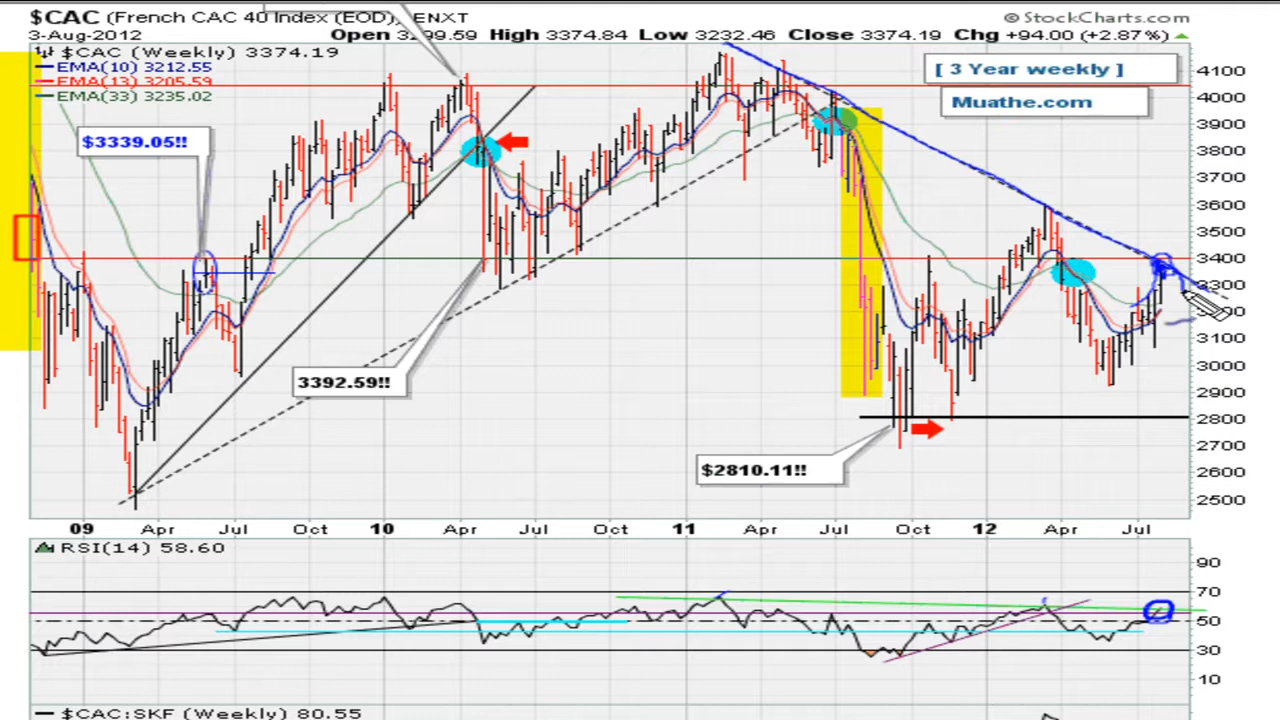 $CAC (French CAC 40 Index (EOD)) ENXT
© StockCharts.com
3-Aug-2012
High 3374.84 Low 3232.46 Close 3374.19 Chg +94.00 (+2.87%)
Open
$CAC (Weekly) 3374.19
EMA(10) 3212.55
EMA(13) 3205.59
EMA(33) 3235.02
[ 3 Year weekly ]
Muathe.com
$3339.05!!
3392.59!!
$2810.11!!
4100
4000
3900
3800
3700
3600
3500
3400
3300
3200
3100
3000
2900
2800
2700
2600
2500
09 Apr Jul Oct 10 Apr Jul Oct 11 Apr Jul Oct 12 Apr Jul
RSI(14) 58.60
90
70
50
30
10
$CAC:SKF (Weekly) 80.55